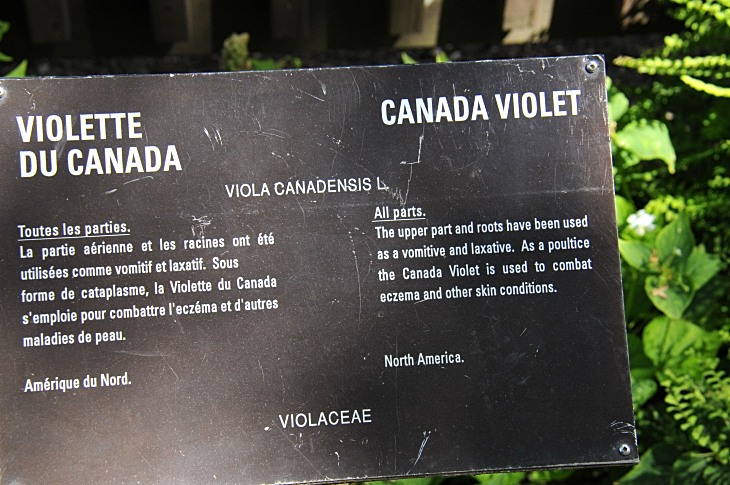 VIOLETTE
DU CANADA
CANADA VIOLET
VIOLA CANADENSIS L.
Toutes les parties.
La partie aérienne et les racines ont été
utilisées comme vomitif et laxatif. Sous
forme de cataplasme, la Violette du Canada
s'emploie pour combattre l'eczéma et d'autres
maladies de peau.
Amérique du Nord.
All parts.
The upper part and roots have been used
as a vomitive and laxative. As a poultice
the Canada Violet is used to combat
eczema and other skin conditions.
North America.
VIOLACEAE